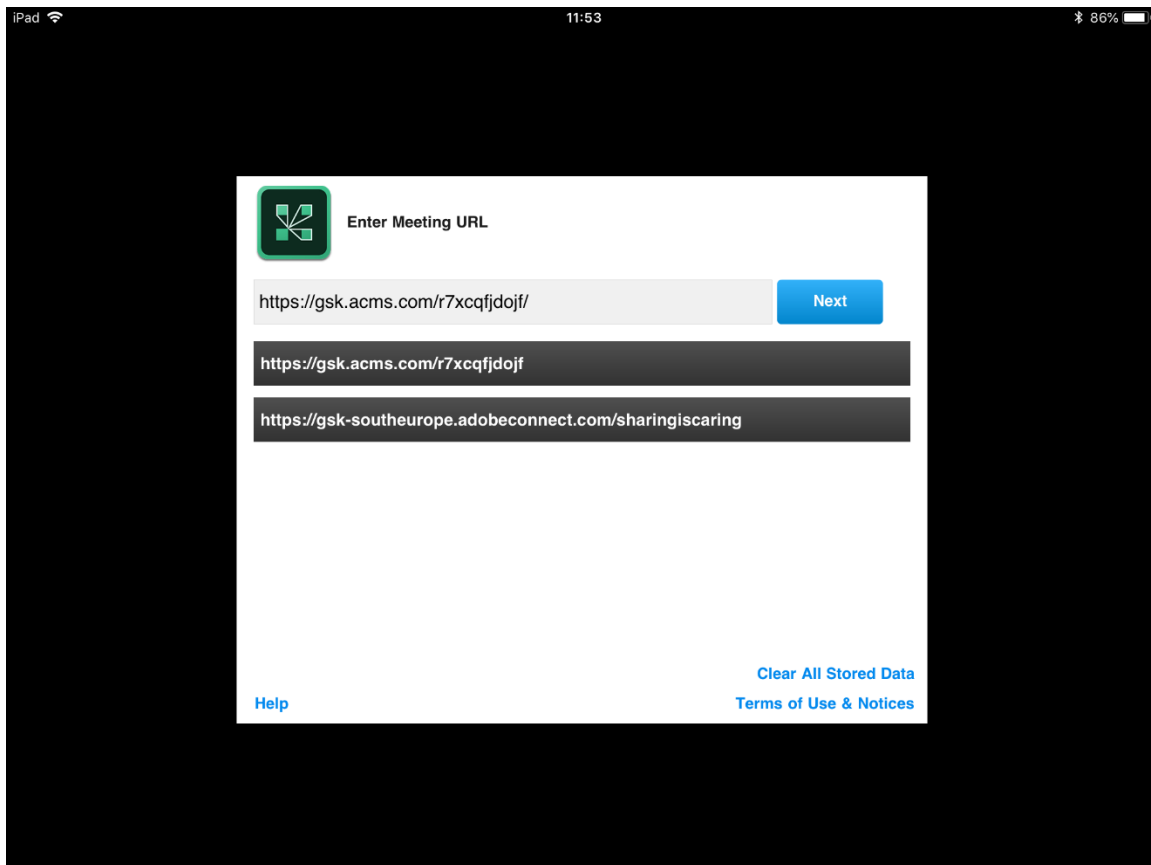 iPad 11:53 86%
Enter Meeting URL
https://gsk.acms.com/r7xcqfjdojf/ Next
https://gsk.acms.com/r7xcqfjdojf
https://gsk-southeurope.adobeconnect.com/sharingiscaring
Clear All Stored Data
Help Terms of Use & Notices